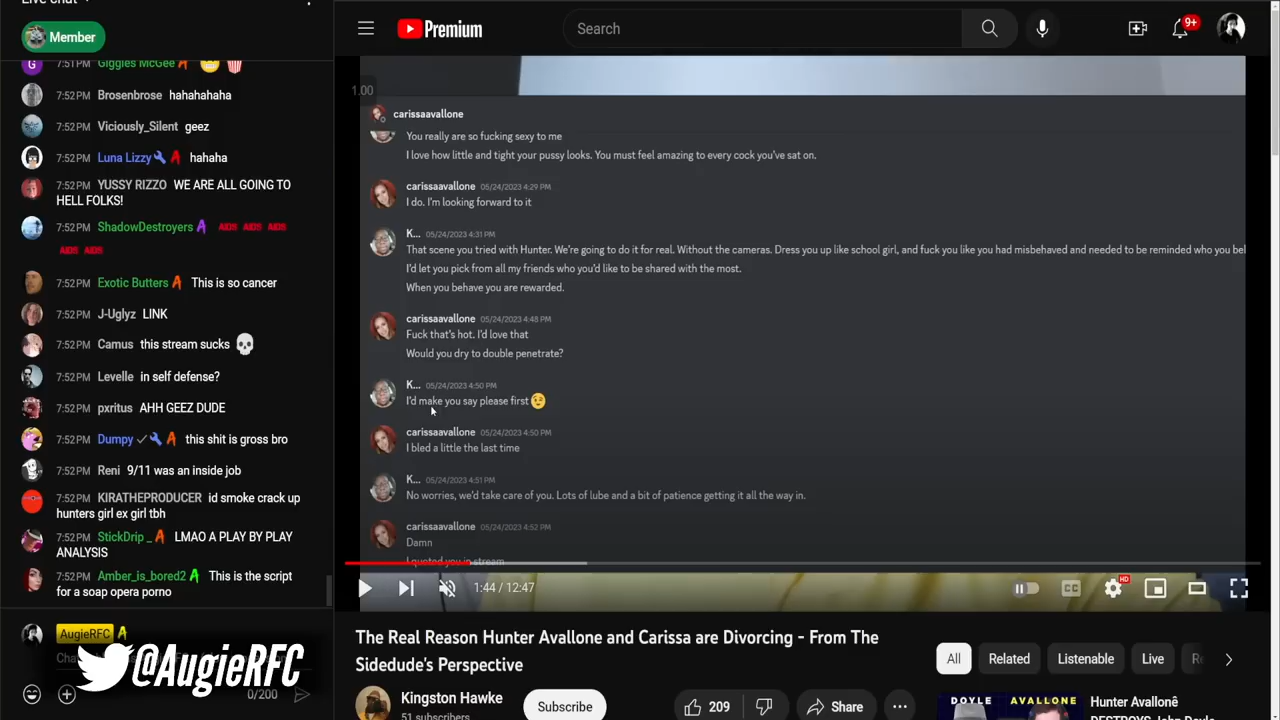 Live chat
Member
7:51PM Giggles McGee
7:52PM Brosenbrose hahahahaha
7:52PM Viciously_Silent geez
7:52PM Luna Lizzy hahaha
7:52PM YUSSY RIZZO WE ARE ALL GOING TO
HELL FOLKS!
7:52PM ShadowDestroyers AIDS AIDS AIDS
AIDS AIDS
7:52PM Exotic Butters This is so cancer
7:52PM J-Uglyz LINK
7:52PM Camus this stream sucks
7:52PM Levelle in self defense?
7:52PM pxritus AHH GEEZ DUDE
7:52PM Dumpy this shit is gross bro
7:52PM Reni 9/11 was an inside job
7:52PM KIRATHEPRODUCER id smoke crack up
hunters girl ex girl tbh
7:52PM StickDrip_ LMAO A PLAY BY PLAY
ANALYSIS
7:52PM Amber_is_bored2 This is the script
for a soap opera porno
AugieRFC
@AugieRFC
0/200
Premium
Search
9+
1.00
carissaavallone
You really are so fucking sexy to me
I love how little and tight your pussy looks. You must feel amazing to every cock you've sat on.
carissaavallone 05/24/2023 4:29 PM
I do. I'm looking forward to it
K... 05/24/2023 4:31 PM
That scene you tried with Hunter. We're going to do it for real. Without the cameras. Dress you up like school girl, and fuck you like you had misbehaved and needed to be reminded who you bel
I'd let you pick from all my friends who you'd like to be shared with the most.
When you behave you are rewarded.
carissaavallone 05/24/2023 4:48 PM
Fuck that's hot. I'd love that
Would you dry to double penetrate?
K... 05/24/2023 4:50 PM
I'd make you say please first
carissaavallone 05/24/2023 4:50 PM
I bled a little the last time
K... 05/24/2023 4:51 PM
No worries, we'd take care of you. Lots of lube and a bit of patience getting it all the way in.
carissaavallone 05/24/2023 4:52 PM
Damn
I quoted you in stream
1:44 / 12:47
CC
HD
The Real Reason Hunter Avallone and Carissa are Divorcing - From The
Sidedude's Perspective
All
Related
Listenable
Live
Kingston Hawke
51 subscribers
Subscribe
209
Share
DOYLE AVALLONE
Hunter Avallonê
DESTROYS John Doyle